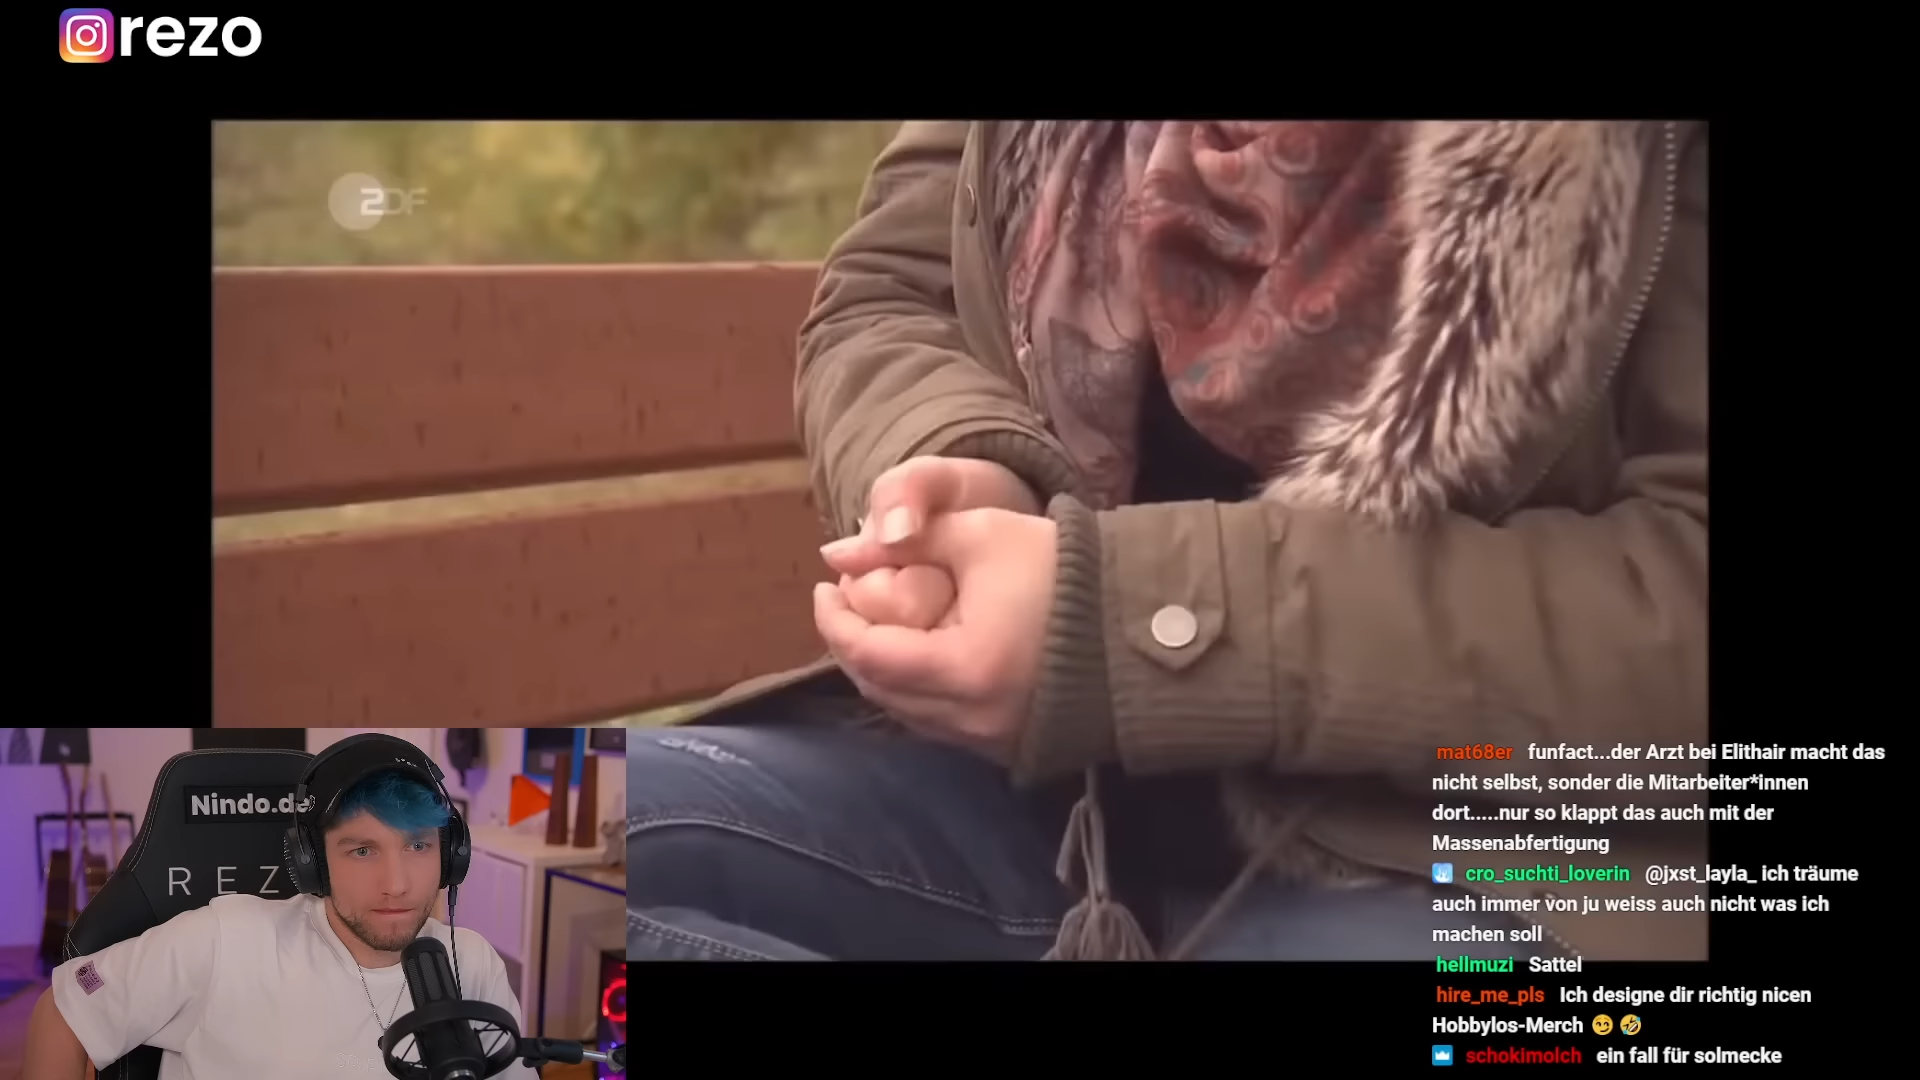 rezo
ZDF
Nindo.de
REZ
mat68er funfact...der Arzt bei Elithair macht das
nicht selbst, sonder die Mitarbeiter*innen
dort.....nur so klappt das auch mit der
Massenabfertigung
cro_suchti_loverin @jxst_layla_ ich träume
auch immer von ju weiss auch nicht was ich
machen soll
hellmuzi Sattel
hire_me_pls Ich designe dir richtig nicen
Hobbylos-Merch 😏 🤣
schokimolch ein fall für solmecke